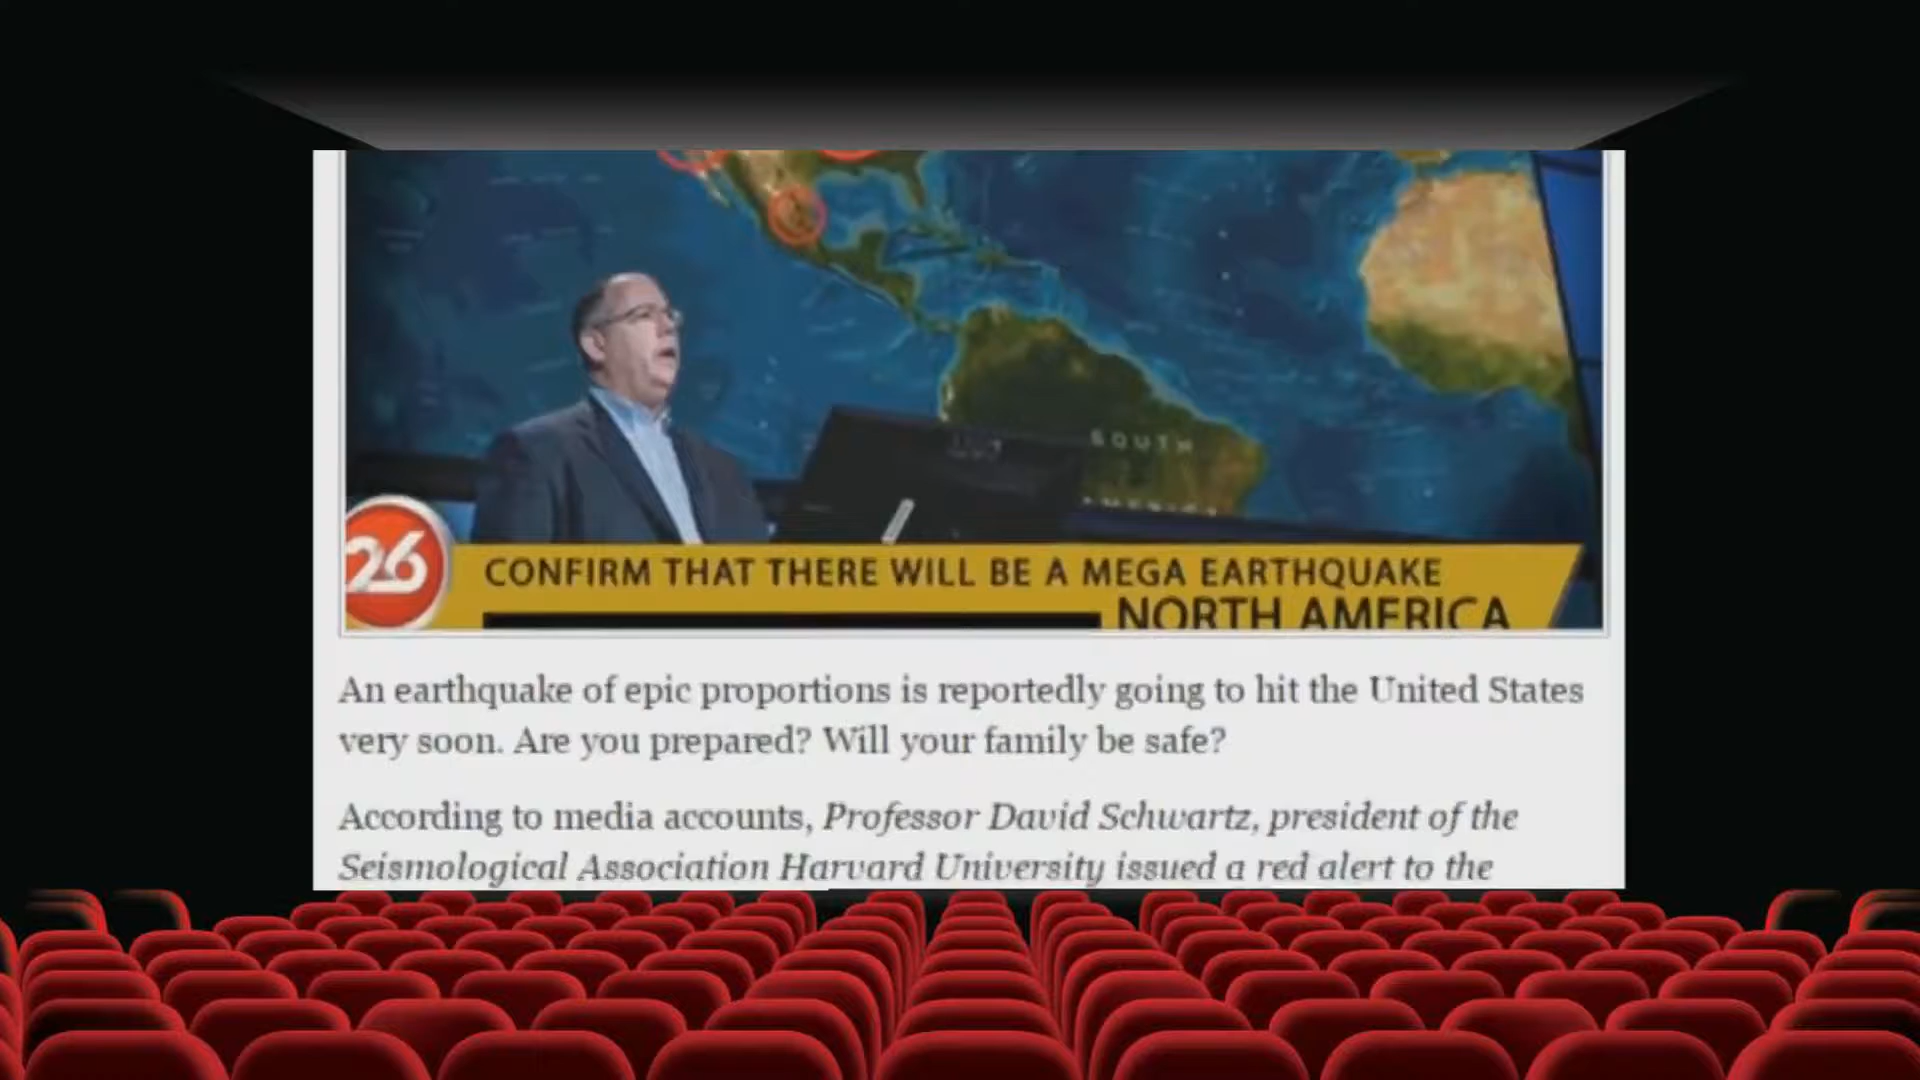 SOUTH
AMERICA
26
CONFIRM THAT THERE WILL BE A MEGA EARTHQUAKE
NORTH AMERICA
An earthquake of epic proportions is reportedly going to hit the United States
very soon. Are you prepared? Will your family be safe?
According to media accounts, Professor David Schwartz, president of the
Seismological Association Harvard University issued a red alert to the